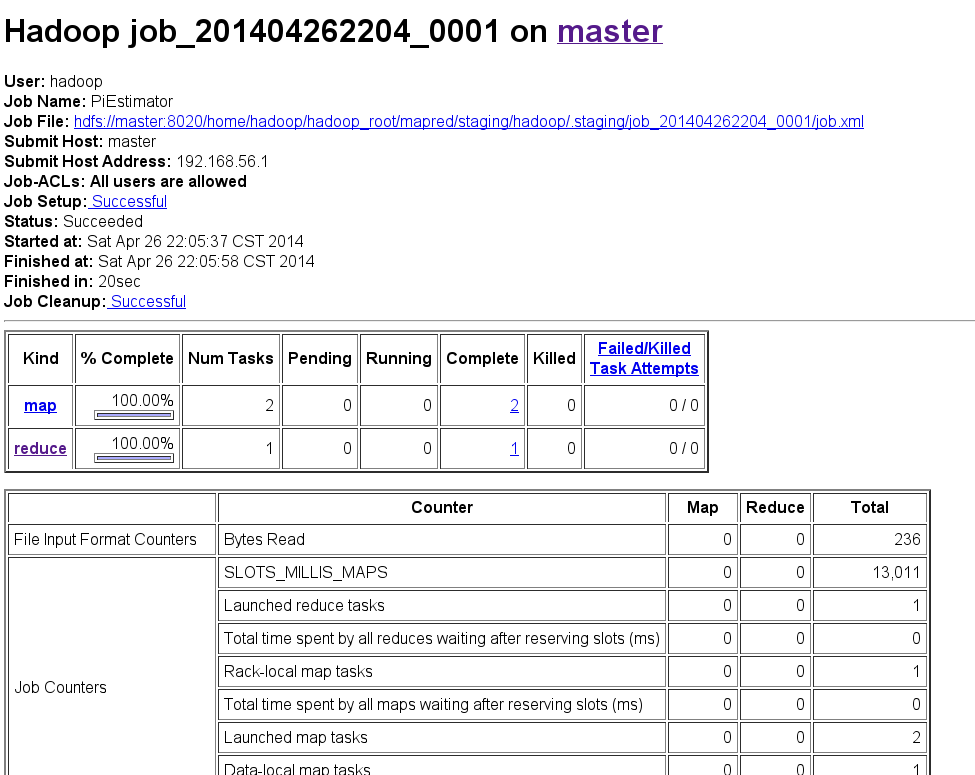 Hadoop job_201404262204_0001 on master
User: hadoop
Job Name: PiEstimator
Job File: hdfs://master:8020/home/hadoop/hadoop_root/mapred/staging/hadoop/.staging/job_201404262204_0001/job.xml
Submit Host: master
Submit Host Address: 192.168.56.1
Job-ACLs: All users are allowed
Job Setup: Successful
Status: Succeeded
Started at: Sat Apr 26 22:05:37 CST 2014
Finished at: Sat Apr 26 22:05:58 CST 2014
Finished in: 20sec
Job Cleanup: Successful
Kind % Complete Num Tasks Pending Running Complete Killed Failed/Killed Task Attempts
map 100.00% 2 0 0 2 0 0 / 0
reduce 100.00% 1 0 0 1 0 0 / 0
Counter Map Reduce Total
File Input Format Counters Bytes Read 0 0 236
Job Counters SLOTS_MILLIS_MAPS 0 0 13,011
Launched reduce tasks 0 0 1
Total time spent by all reduces waiting after reserving slots (ms) 0 0 0
Rack-local map tasks 0 0 1
Total time spent by all maps waiting after reserving slots (ms) 0 0 0
Launched map tasks 0 0 2
Data-local map tasks 0 0 1